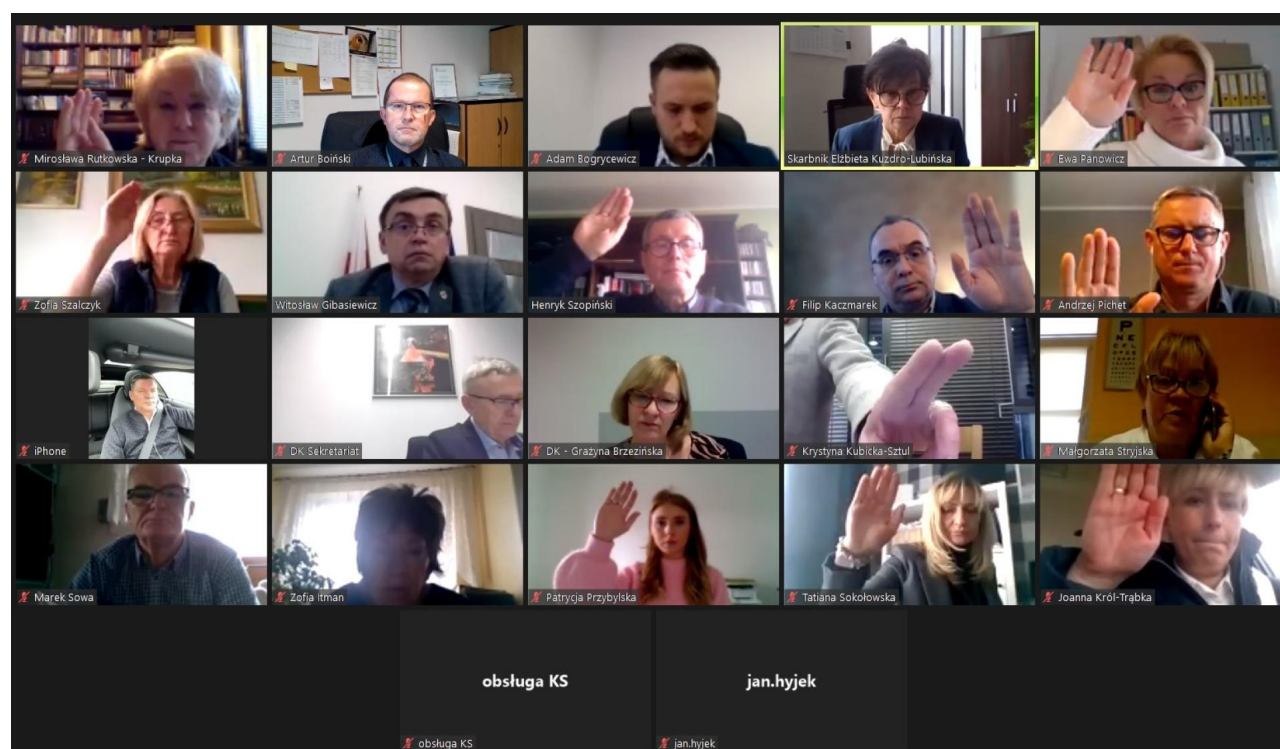 Mirosława Rutkowska - Krupka
Artur Boiński
Adam Bogrycewicz
Skarbnik Elżbieta Kuzdro-Lubińska
Ewa Panowicz
Zofia Szalczyk
Witosław Gibasiewicz
Henryk Szopiński
Filip Kaczmarek
Andrzej Pichet
iPhone
DK Sekretariat
DK - Grażyna Brzezińska
Krystyna Kubicka-Sztul
Małgorzata Stryjska
Marek Sowa
Zofia Itman
Patrycja Przybylska
Tatiana Sokołowska
Joanna Król-Trąbka
obsługa KS
jan.hyjek
obsługa KS
jan.hyjek